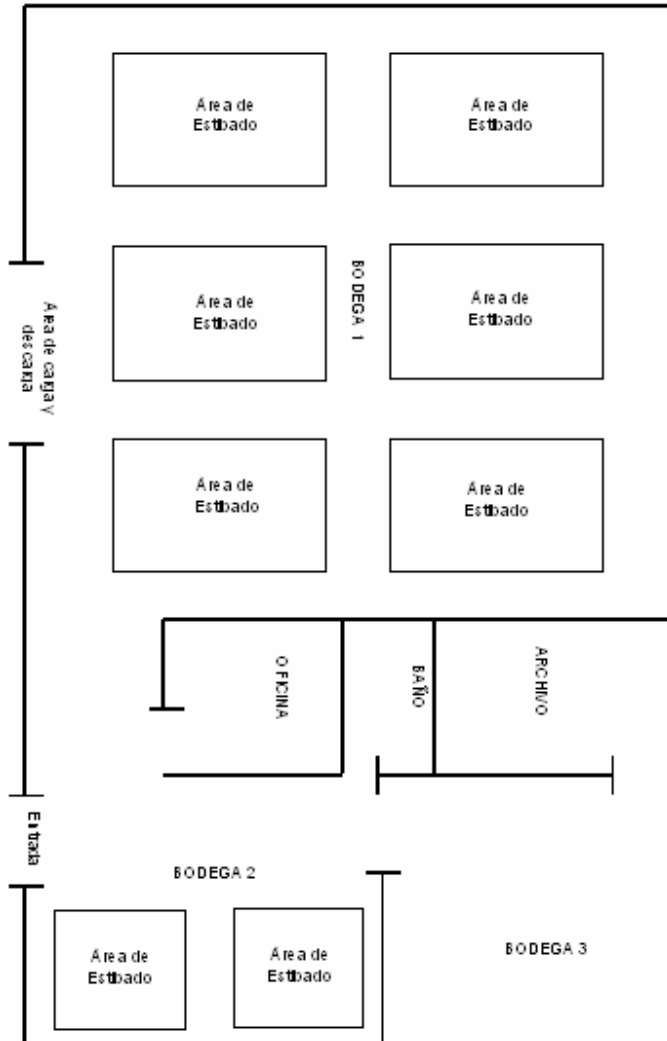 Area de
Estibado
Area de
Estibado
Area de
Estibado
BODEGA 1
Area de
Estibado
Area de carga y
descarga
Area de
Estibado
Area de
Estibado
OFICINA
BAÑO
ARCHIVO
Entrada
BODEGA 2
Area de
Estibado
Area de
Estibado
BODEGA 3